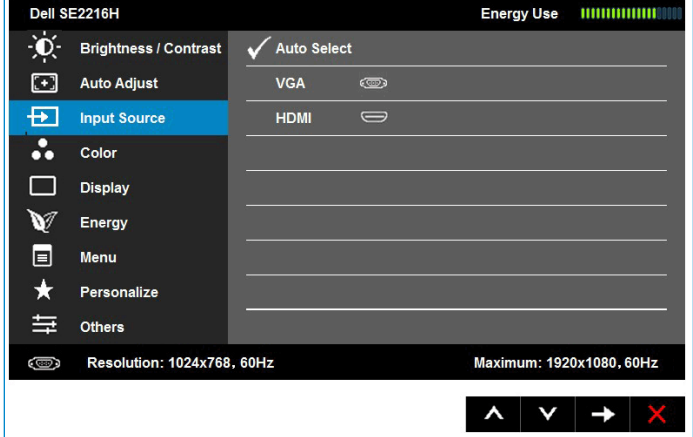 Dell SE2216H Energy Use
Brightness / Contrast Auto Select
Auto Adjust VGA
Input Source HDMI
Color
Display
Energy
Menu
Personalize
Others
Resolution: 1024x768, 60Hz Maximum: 1920x1080, 60Hz